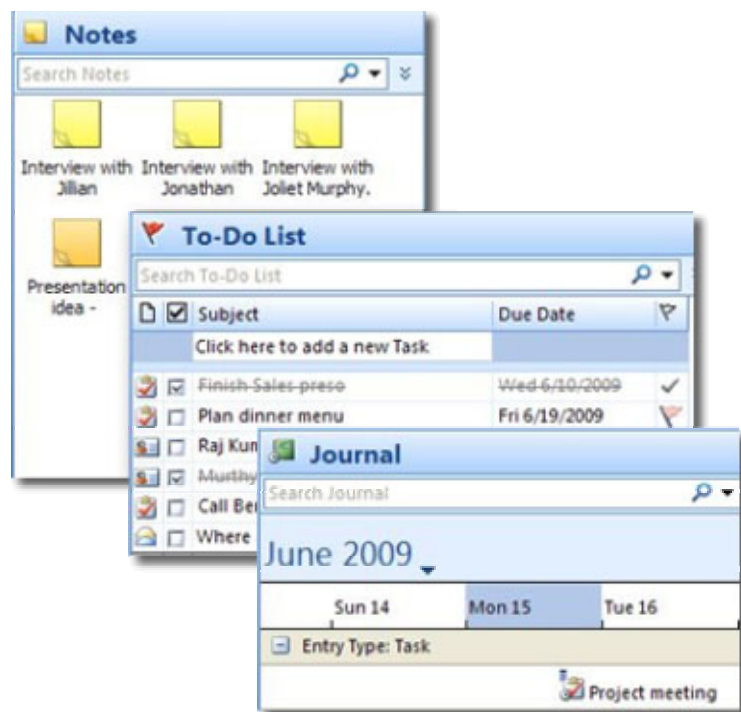 Notes
Search Notes
Interview with Interview with Interview with
Jillian Jonathan Joliet Murphy.
Presentation
idea -
To-Do List
Search To-Do List
Subject Due Date
Click here to add a new Task
Finish Sales preso Wed 6/10/2009
Plan dinner menu Fri 6/19/2009
Raj
Murthy
Call
Where
Journal
Search Journal
June 2009
Sun 14 Mon 15 Tue 16
Entry Type: Task
Project meeting